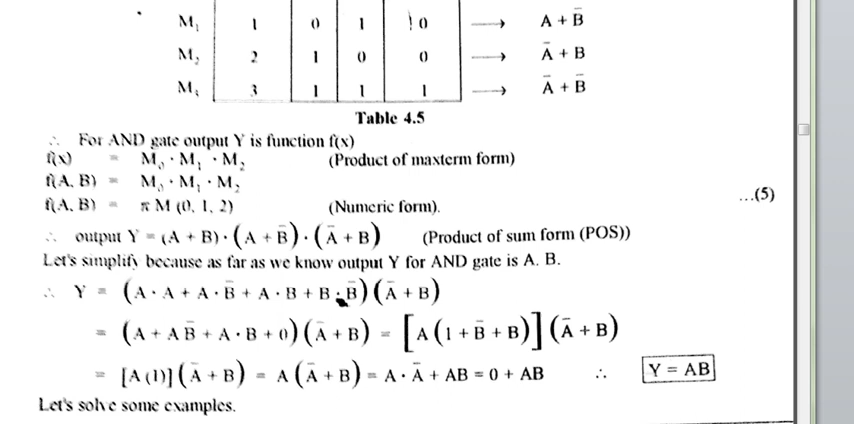 M₁ 1 0 1 0 ⟶ A + B̄
M₂ 2 1 0 0 ⟶ Ā + B
M₃ 3 1 1 1 ⟶ Ā + B̄
Table 4.5
∴ For AND gate output Y is function f(x)
f(x) = M₀ · M₁ · M₂ (Product of maxterm form)
f(A, B) = M₀ · M₁ · M₂
f(A, B) = π M (0, 1, 2) (Numeric form). ...(5)
∴ output Y = (A + B) · (A + B̄) · (Ā + B) (Product of sum form (POS))
Let's simplify because as far as we know output Y for AND gate is A. B.
∴ Y = (A · A + A · B̄ + A · B + B · B̄) (Ā + B)
= (A + A B̄ + A · B + 0) (Ā + B) = [A (1 + B̄ + B)] (Ā + B)
= [A (1)] (Ā + B) = A (Ā + B) = A · Ā + AB = 0 + AB ∴ Y = AB
Let's solve some examples.